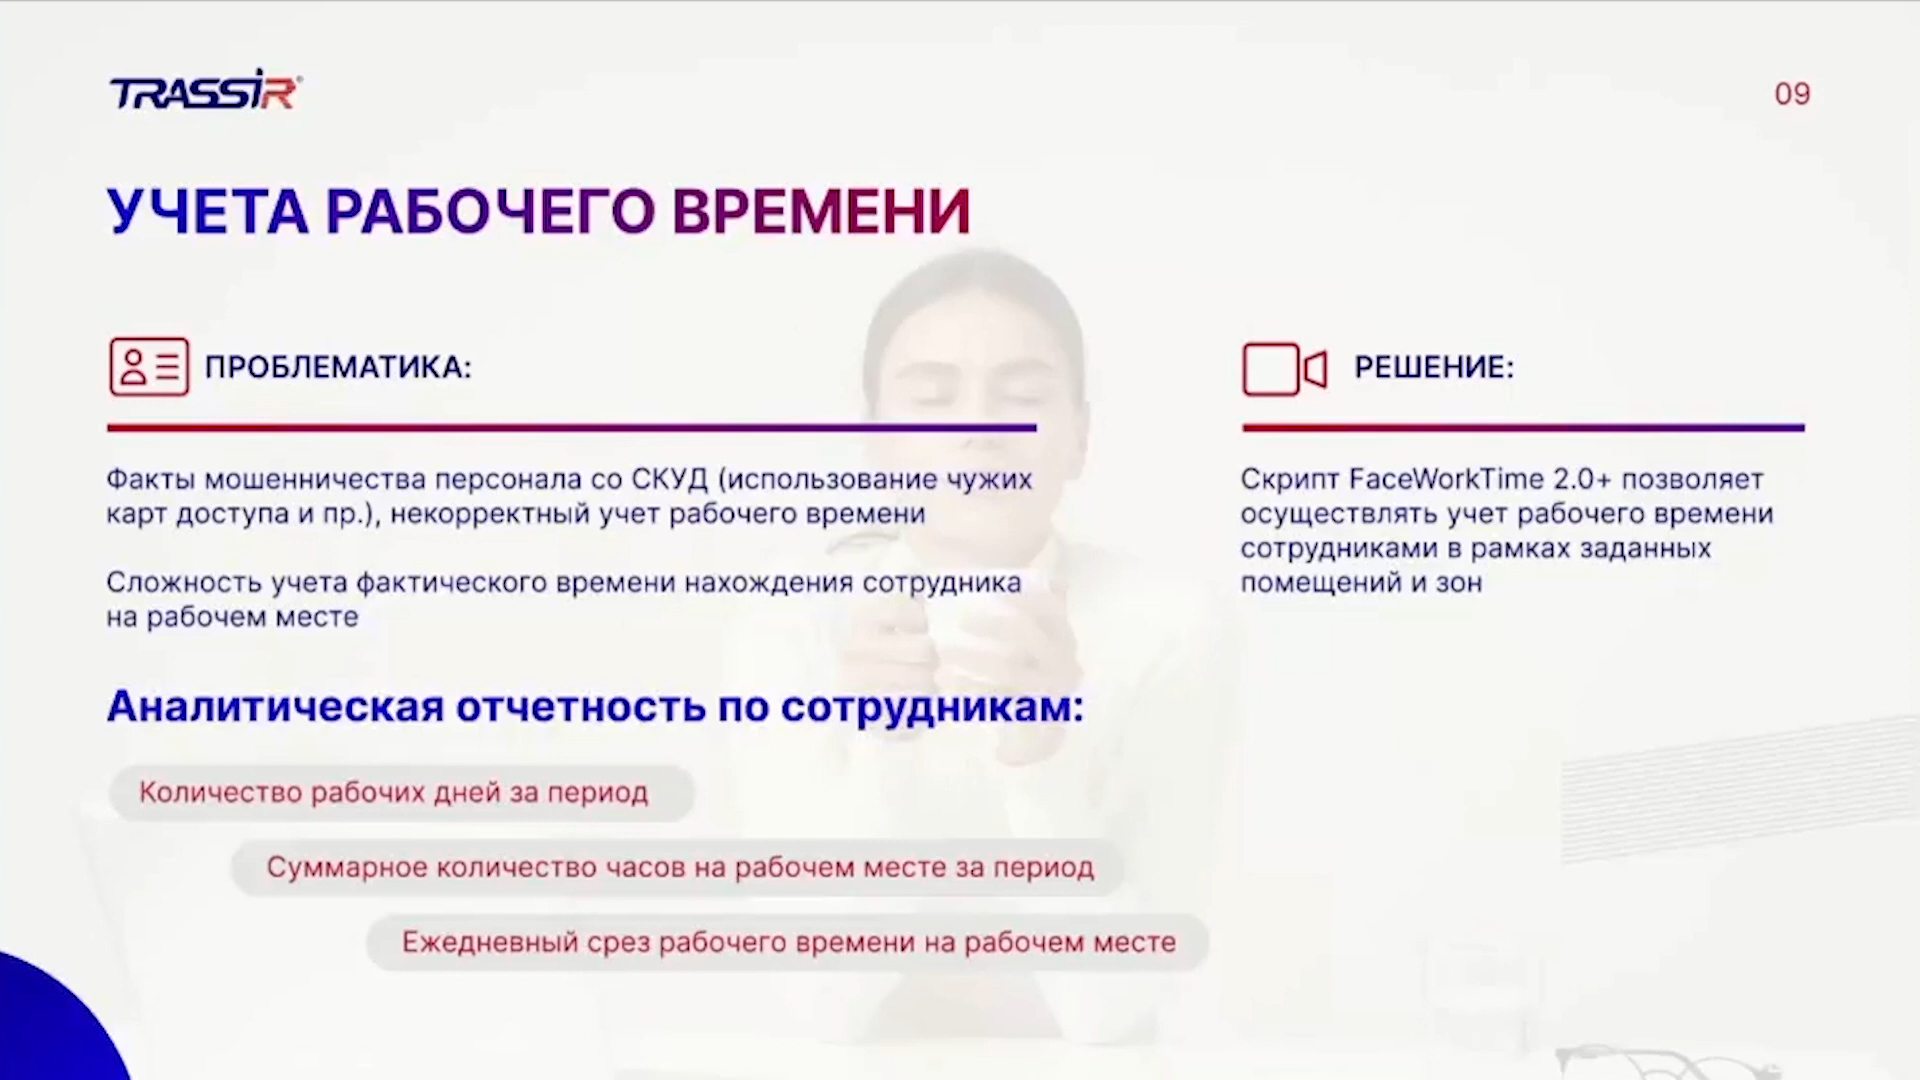 TRASSIR
09
УЧЕТА РАБОЧЕГО ВРЕМЕНИ
ПРОБЛЕМАТИКА:
Факты мошенничества персонала со СКУД (использование чужих
карт доступа и пр.), некорректный учет рабочего времени
Сложность учета фактического времени нахождения сотрудника
на рабочем месте
РЕШЕНИЕ:
Скрипт FaceWorkTime 2.0+ позволяет
осуществлять учет рабочего времени
сотрудниками в рамках заданных
помещений и зон
Аналитическая отчетность по сотрудникам:
Количество рабочих дней за период
Суммарное количество часов на рабочем месте за период
Ежедневный срез рабочего времени на рабочем месте